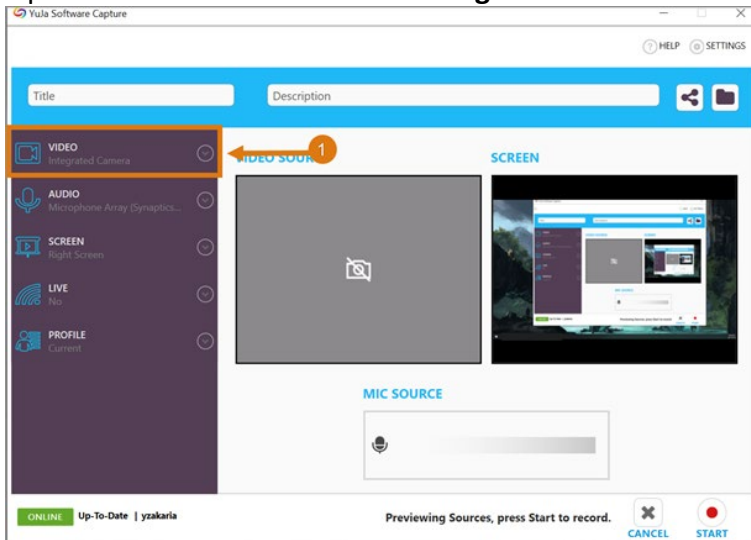 YuJa Software Capture
HELP SETTINGS
Title Description
VIDEO
Integrated Camera
1
VIDEO SOUR
SCREEN
AUDIO
Microphone Array (Synaptics...
SCREEN
Right Screen
LIVE
No
PROFILE
Current
MIC SOURCE
ONLINE Up-To-Date | yzakaria
Previewing Sources, press Start to record.
CANCEL START